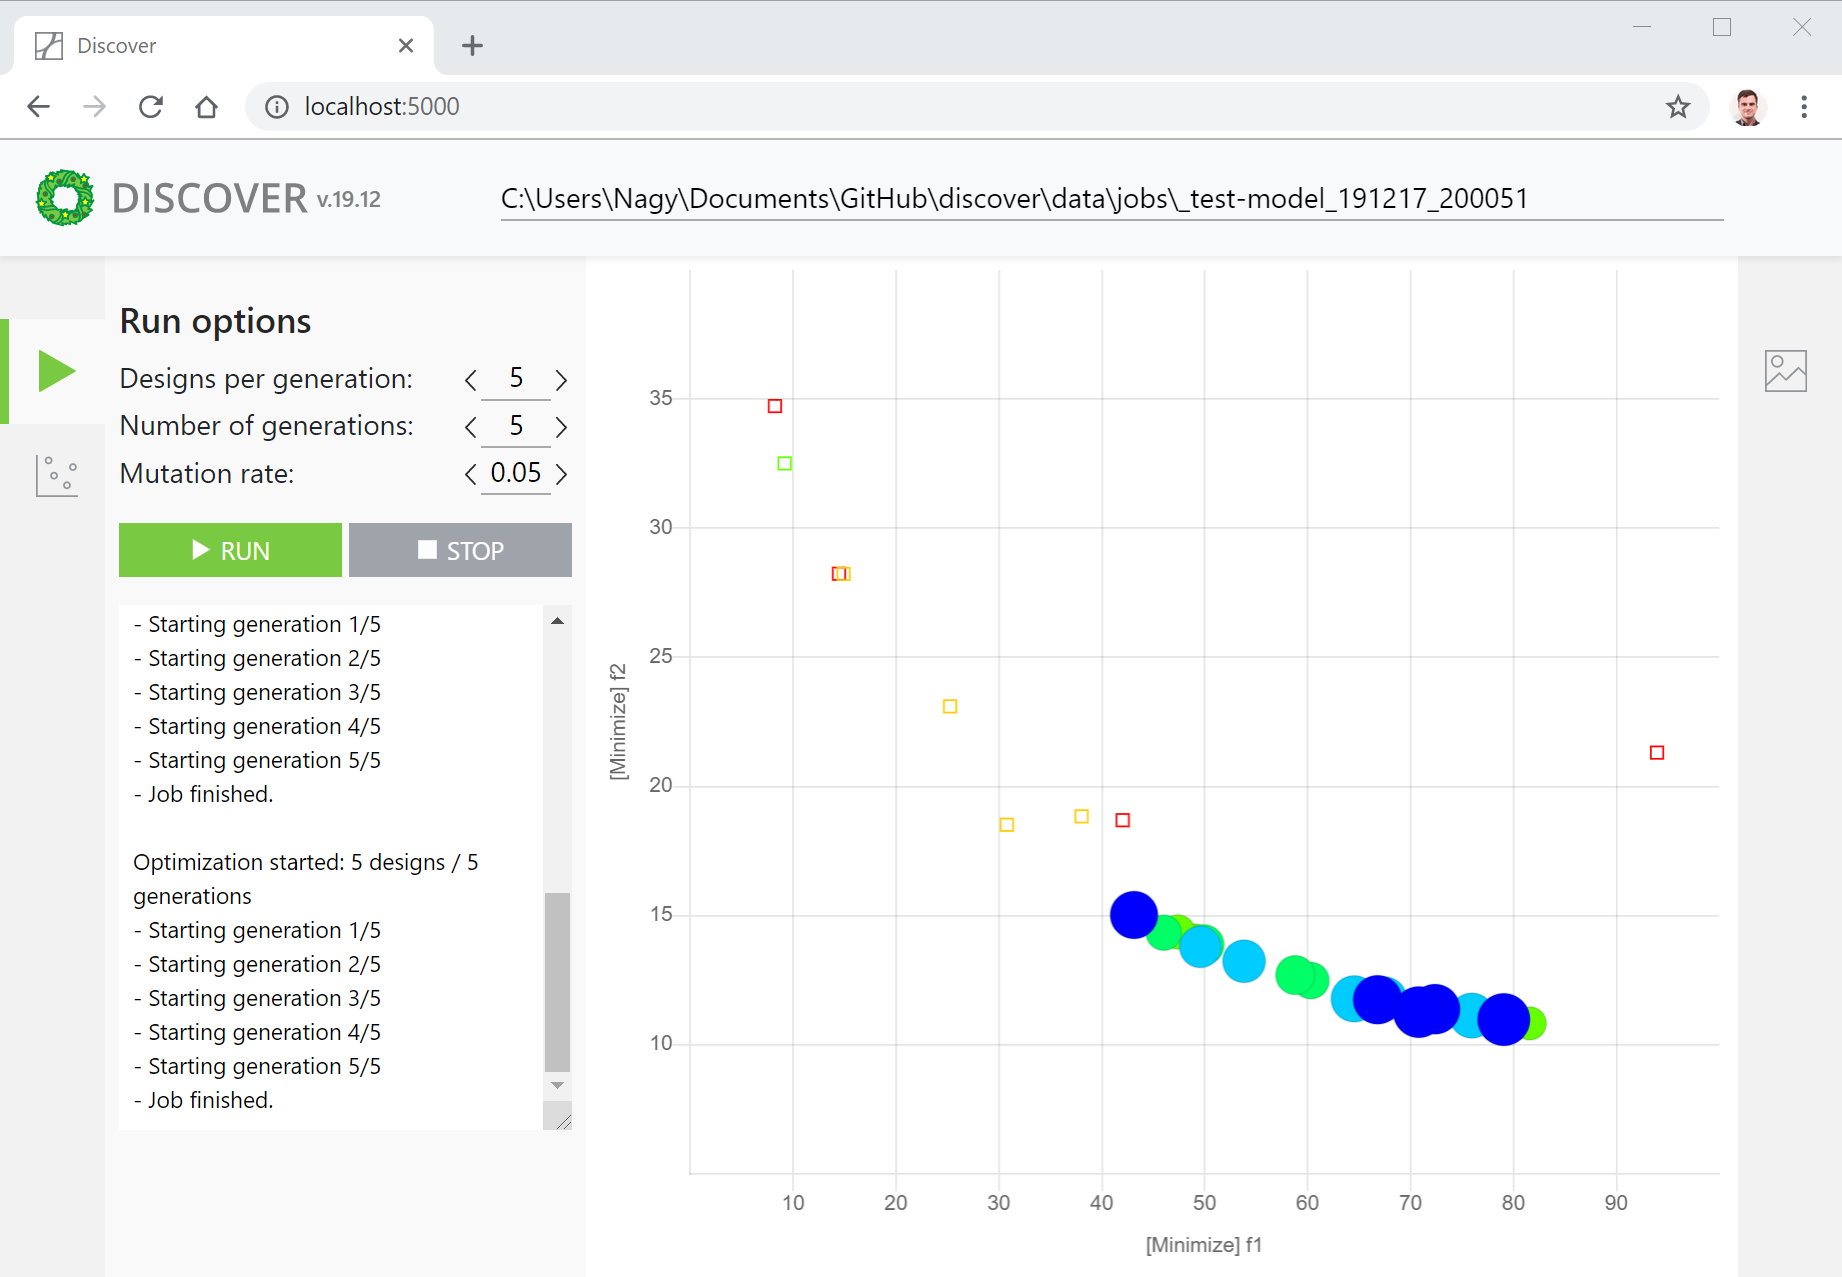 Discover
localhost:5000
DISCOVER v.19.12
C:\Users\Nagy\Documents\GitHub\discover\data\jobs\_test-model_191217_200051
Run options
Designs per generation: 5
Number of generations: 5
Mutation rate: 0.05
RUN STOP
- Starting generation 1/5
- Starting generation 2/5
- Starting generation 3/5
- Starting generation 4/5
- Starting generation 5/5
- Job finished.
Optimization started: 5 designs / 5
generations
- Starting generation 1/5
- Starting generation 2/5
- Starting generation 3/5
- Starting generation 4/5
- Starting generation 5/5
- Job finished.
[Minimize] f2
35
30
25
20
15
10
10 20 30 40 50 60 70 80 90
[Minimize] f1